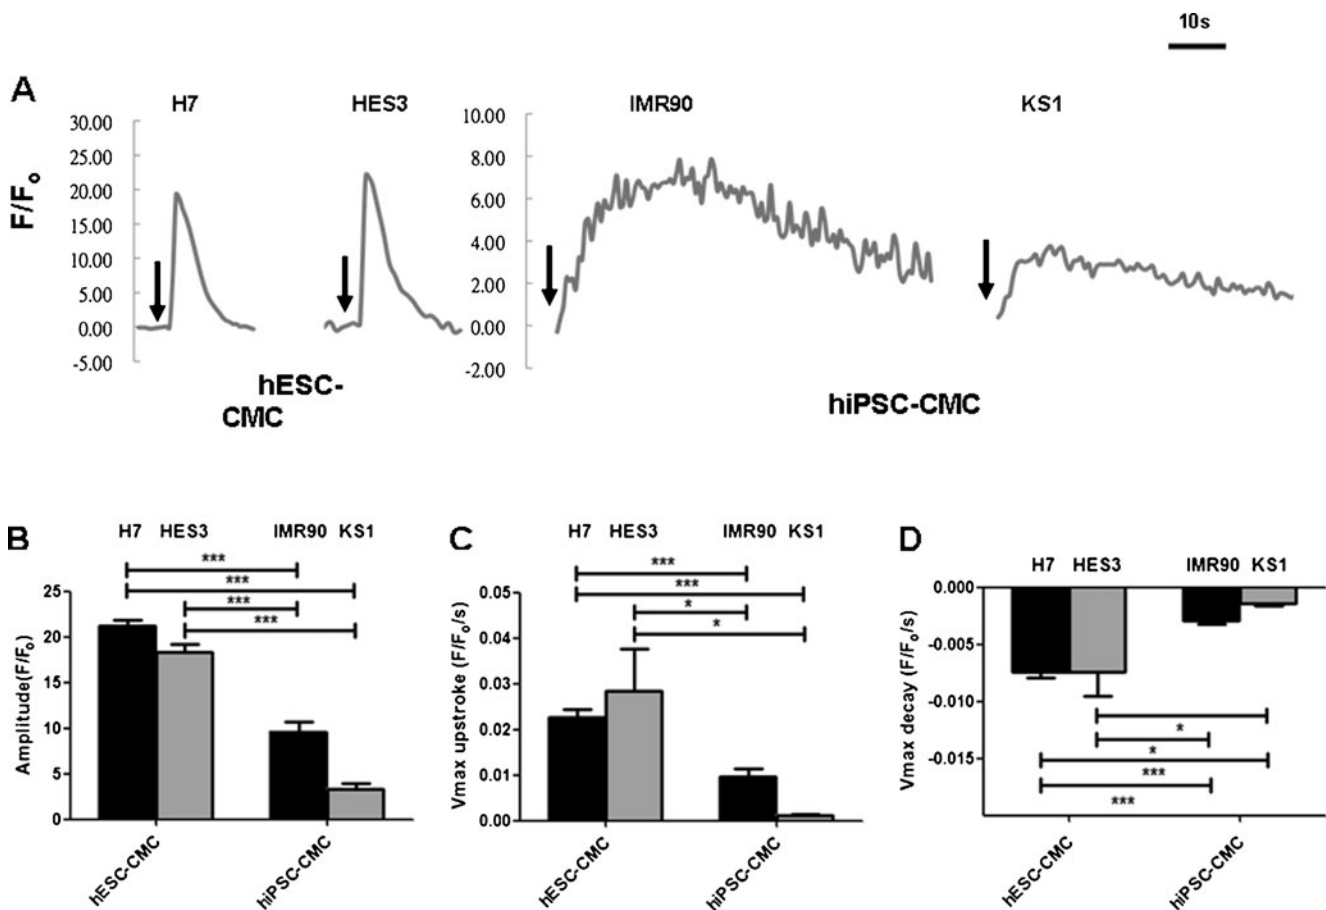 10s
A
H7 HES3 IMR90 KS1
30.00
25.00
20.00
15.00
10.00
5.00
0.00
-5.00
F/Fo
10.00
8.00
6.00
4.00
2.00
0.00
-2.00
hESC-
CMC
hiPSC-CMC
B
H7 HES3 IMR90 KS1
***
***
***
***
25
20
15
10
5
0
Amplitude(F/Fo)
hESC-CMC
hiPSC-CMC
C
H7 HES3 IMR90 KS1
***
***
*
*
0.05
0.04
0.03
0.02
0.01
0.00
Vmax upstroke (F/Fo/s)
hESC-CMC
hiPSC-CMC
D
H7 HES3 IMR90 KS1
0.000
-0.005
-0.010
-0.015
Vmax decay (F/Fo/s)
*
*
***
***
hESC-CMC
hiPSC-CMC